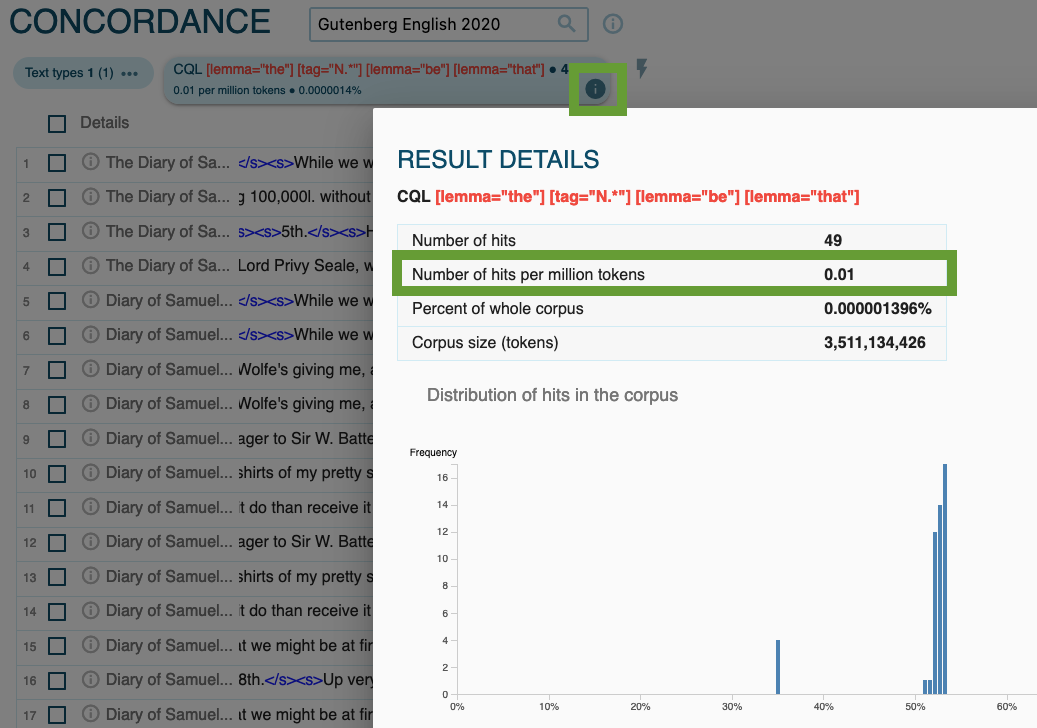 CONCORDANCE
Gutenberg English 2020
Text types 1 (1) •••
CQL [lemma="the"] [tag="N.*"] [lemma="be"] [lemma="that"] ● 4
0.01 per million tokens ● 0.0000014%
Details
1 The Diary of Sa... </s><s>While we w
2 The Diary of Sa... g 100,000l. without
3 The Diary of Sa... s><s>5th.</s><s>H
4 The Diary of Sa... Lord Privy Seale, w
5 Diary of Samuel... </s><s>While we w
6 Diary of Samuel... </s><s>While we w
7 Diary of Samuel... Wolfe's giving me, a
8 Diary of Samuel... Wolfe's giving me, a
9 Diary of Samuel... ager to Sir W. Batte
10 Diary of Samuel... shirts of my pretty s
11 Diary of Samuel... it do than receive it
12 Diary of Samuel... ager to Sir W. Batte
13 Diary of Samuel... shirts of my pretty s
14 Diary of Samuel... it do than receive it
15 Diary of Samuel... at we might be at fir
16 Diary of Samuel... 8th.</s><s>Up very
17 Diary of Samuel... at we might be at fir
RESULT DETAILS
CQL [lemma="the"] [tag="N.*"] [lemma="be"] [lemma="that"]
Number of hits 49
Number of hits per million tokens 0.01
Percent of whole corpus 0.000001396%
Corpus size (tokens) 3,511,134,426
Distribution of hits in the corpus
Frequency
16
14
12
10
8
6
4
2
0
0% 10% 20% 30% 40% 50% 60%